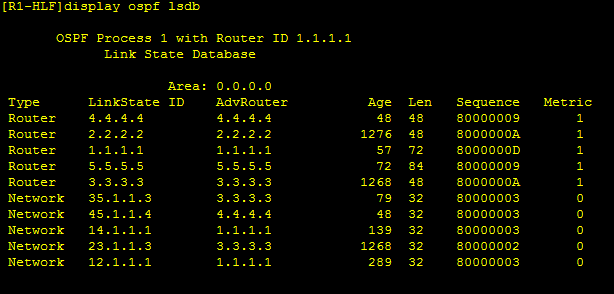 [R1-HLF]display ospf lsdb
OSPF Process 1 with Router ID 1.1.1.1
Link State Database
Area: 0.0.0.0
Type LinkState ID AdvRouter Age Len Sequence Metric
Router 4.4.4.4 4.4.4.4 48 48 80000009 1
Router 2.2.2.2 2.2.2.2 1276 48 8000000A 1
Router 1.1.1.1 1.1.1.1 57 72 8000000D 1
Router 5.5.5.5 5.5.5.5 72 84 80000009 1
Router 3.3.3.3 3.3.3.3 1268 48 8000000A 1
Network 35.1.1.3 3.3.3.3 79 32 80000003 0
Network 45.1.1.4 4.4.4.4 48 32 80000003 0
Network 14.1.1.1 1.1.1.1 139 32 80000003 0
Network 23.1.1.3 3.3.3.3 1268 32 80000002 0
Network 12.1.1.1 1.1.1.1 289 32 80000003 0